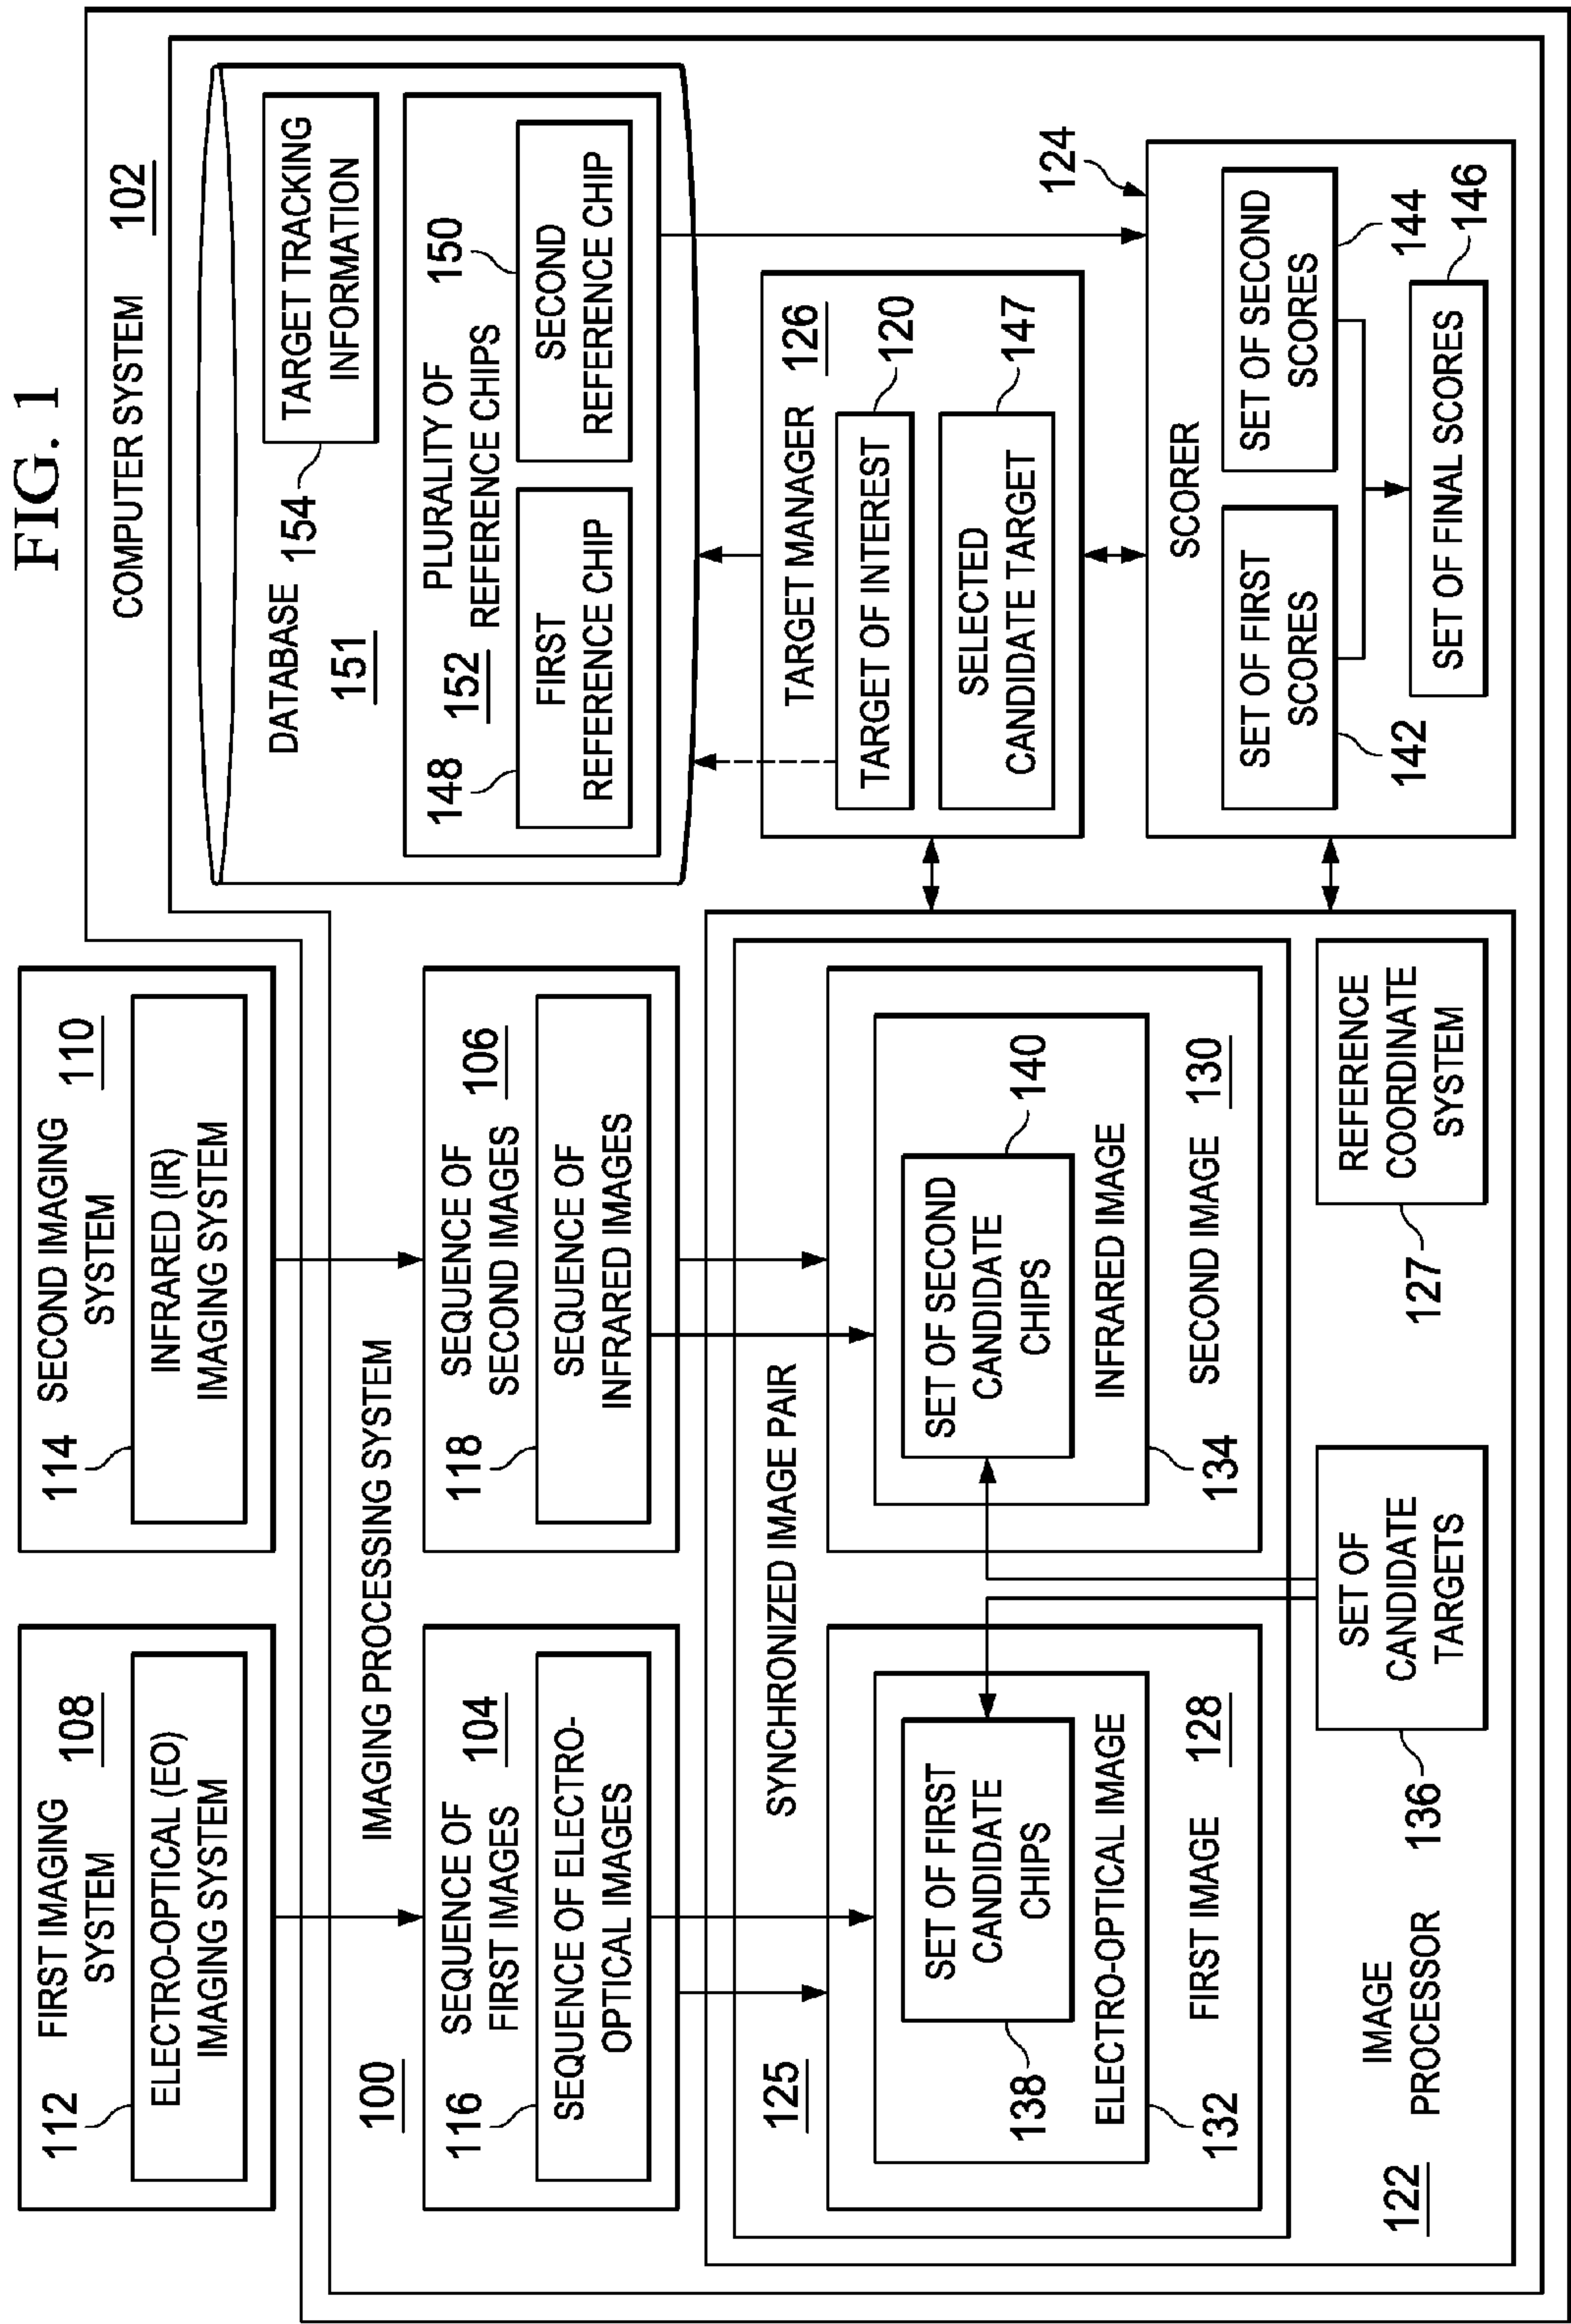 FIG. 1
COMPUTER SYSTEM 102
FIRST IMAGING
SYSTEM
108
112
ELECTRO-OPTICAL (EO)
IMAGING SYSTEM
SECOND IMAGING
SYSTEM
110
114
INFRARED (IR)
IMAGING SYSTEM
100
IMAGING PROCESSING SYSTEM
SEQUENCE OF
FIRST IMAGES
104
116
SEQUENCE OF ELECTRO-
OPTICAL IMAGES
SEQUENCE OF
SECOND IMAGES
106
118
SEQUENCE OF
INFRARED IMAGES
DATABASE
151
154
TARGET TRACKING
INFORMATION
PLURALITY OF
REFERENCE CHIPS
152
148
150
FIRST
REFERENCE CHIP
SECOND
REFERENCE CHIP
125
SYNCHRONIZED IMAGE PAIR
SET OF FIRST
CANDIDATE
CHIPS
138
ELECTRO-OPTICAL IMAGE
132
FIRST IMAGE 128
SET OF SECOND
CANDIDATE
CHIPS
140
INFRARED IMAGE
134
SECOND IMAGE 130
TARGET MANAGER 126
TARGET OF INTEREST
120
SELECTED
CANDIDATE TARGET
147
122
IMAGE
PROCESSOR
136
SET OF
CANDIDATE
TARGETS
127
REFERENCE
COORDINATE
SYSTEM
124
SCORER
SET OF FIRST
SCORES
142
SET OF SECOND
SCORES
144
SET OF FINAL SCORES
146